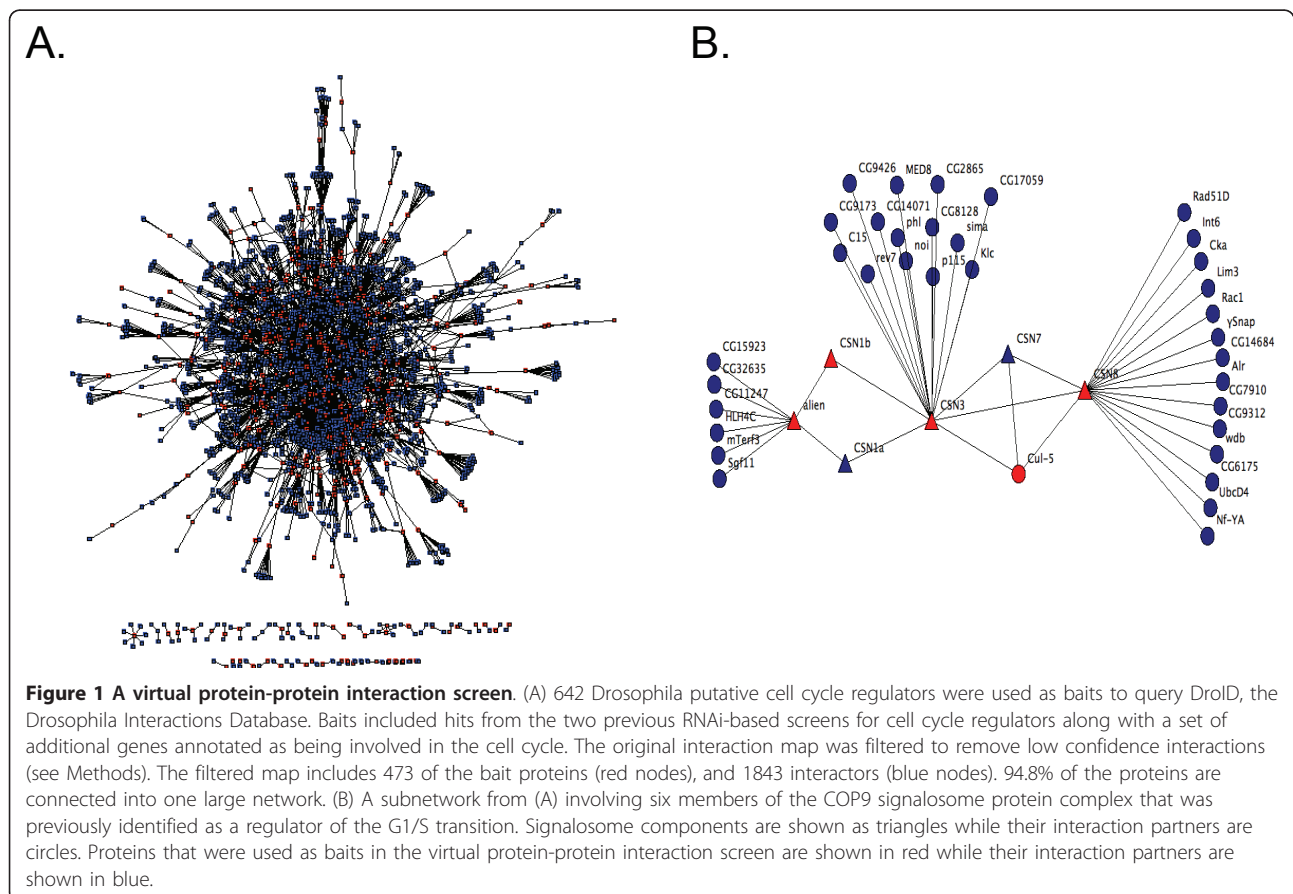 A.
B.
CG9426
MED8
CG2865
CG17059
CG9173
CG14071
phl
CG8128
sima
C15
rev7
noi
p115
Klc
Rad51D
Int6
Cka
Lim3
Rac1
γSnap
CG14684
Alr
CG7910
CG9312
wdb
CG6175
UbcD4
Nf-YA
CG15923
CG32635
CG11247
HLH4C
mTerf3
Sgf11
CSN1b
alien
CSN1a
CSN3
CSN7
CSN8
Cul-5
Figure 1 A virtual protein-protein interaction screen. (A) 642 Drosophila putative cell cycle regulators were used as baits to query DroID, the
Drosophila Interactions Database. Baits included hits from the two previous RNAi-based screens for cell cycle regulators along with a set of
additional genes annotated as being involved in the cell cycle. The original interaction map was filtered to remove low confidence interactions
(see Methods). The filtered map includes 473 of the bait proteins (red nodes), and 1843 interactors (blue nodes). 94.8% of the proteins are
connected into one large network. (B) A subnetwork from (A) involving six members of the COP9 signalosome protein complex that was
previously identified as a regulator of the G1/S transition. Signalosome components are shown as triangles while their interaction partners are
circles. Proteins that were used as baits in the virtual protein-protein interaction screen are shown in red while their interaction partners are
shown in blue.